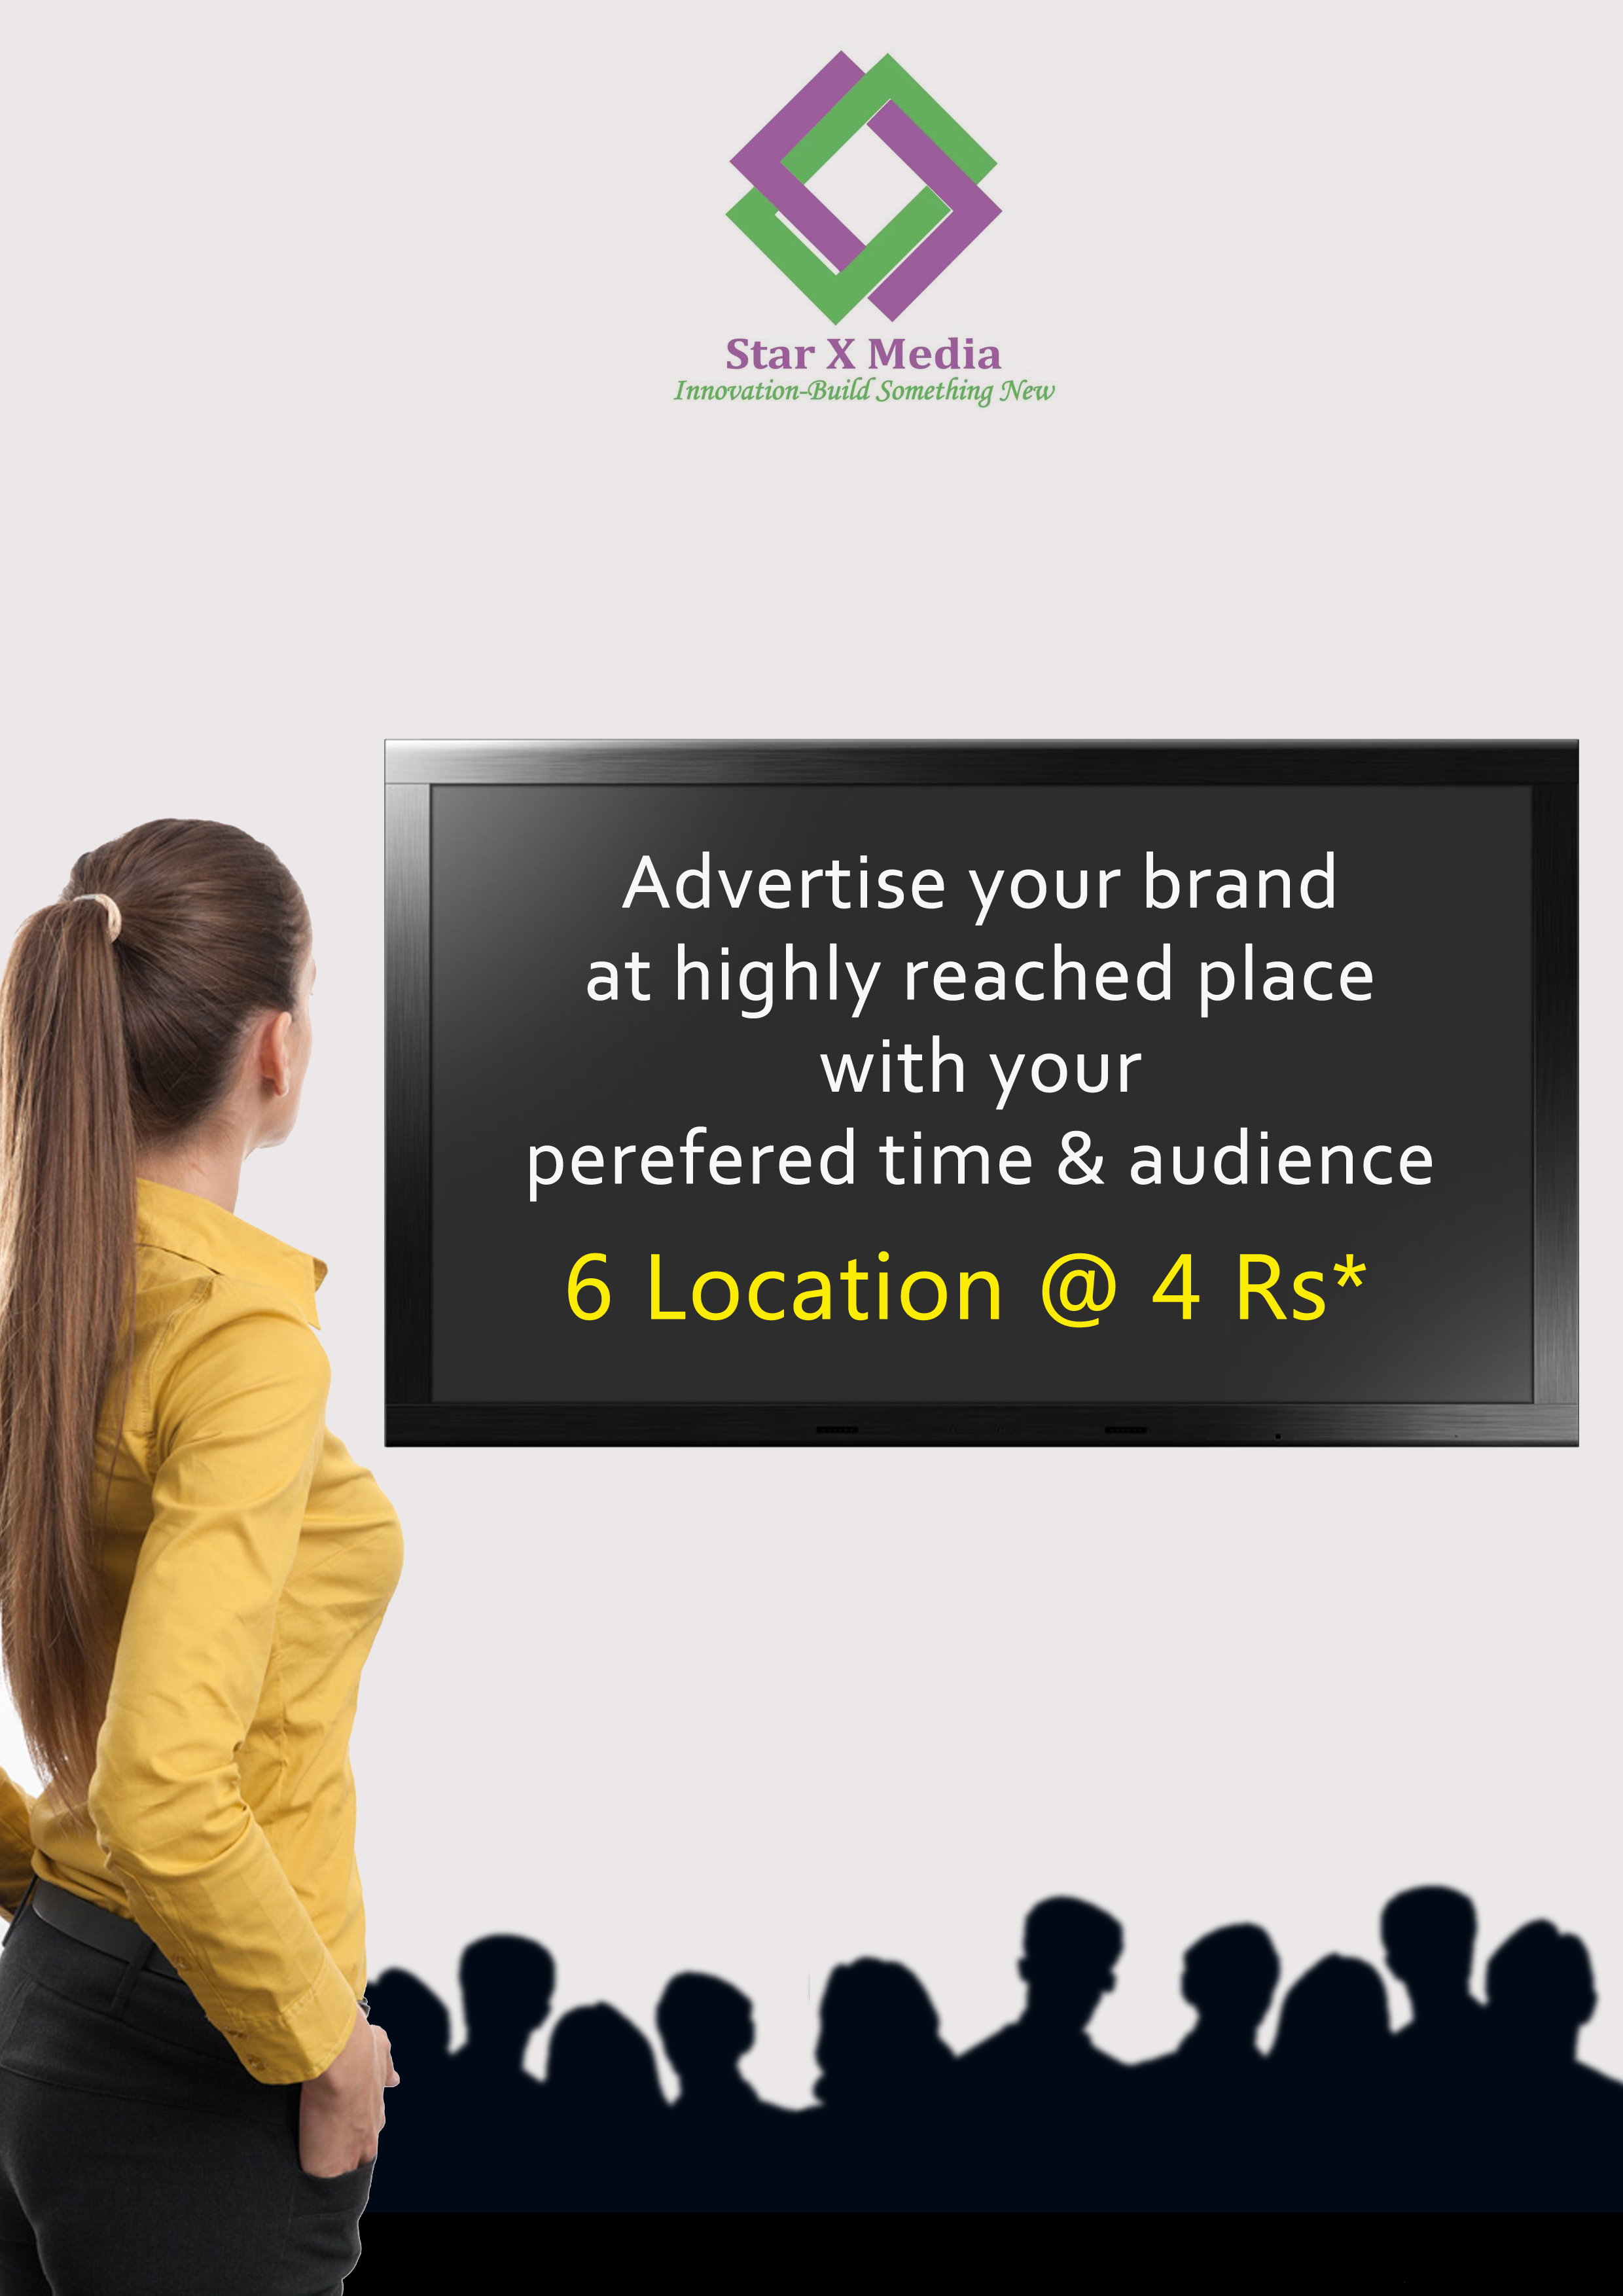 Star X Media
Innovation-Build Something New
Advertise your brand
at highly reached place
with your
perefered time & audience
6 Location @ 4 Rs*